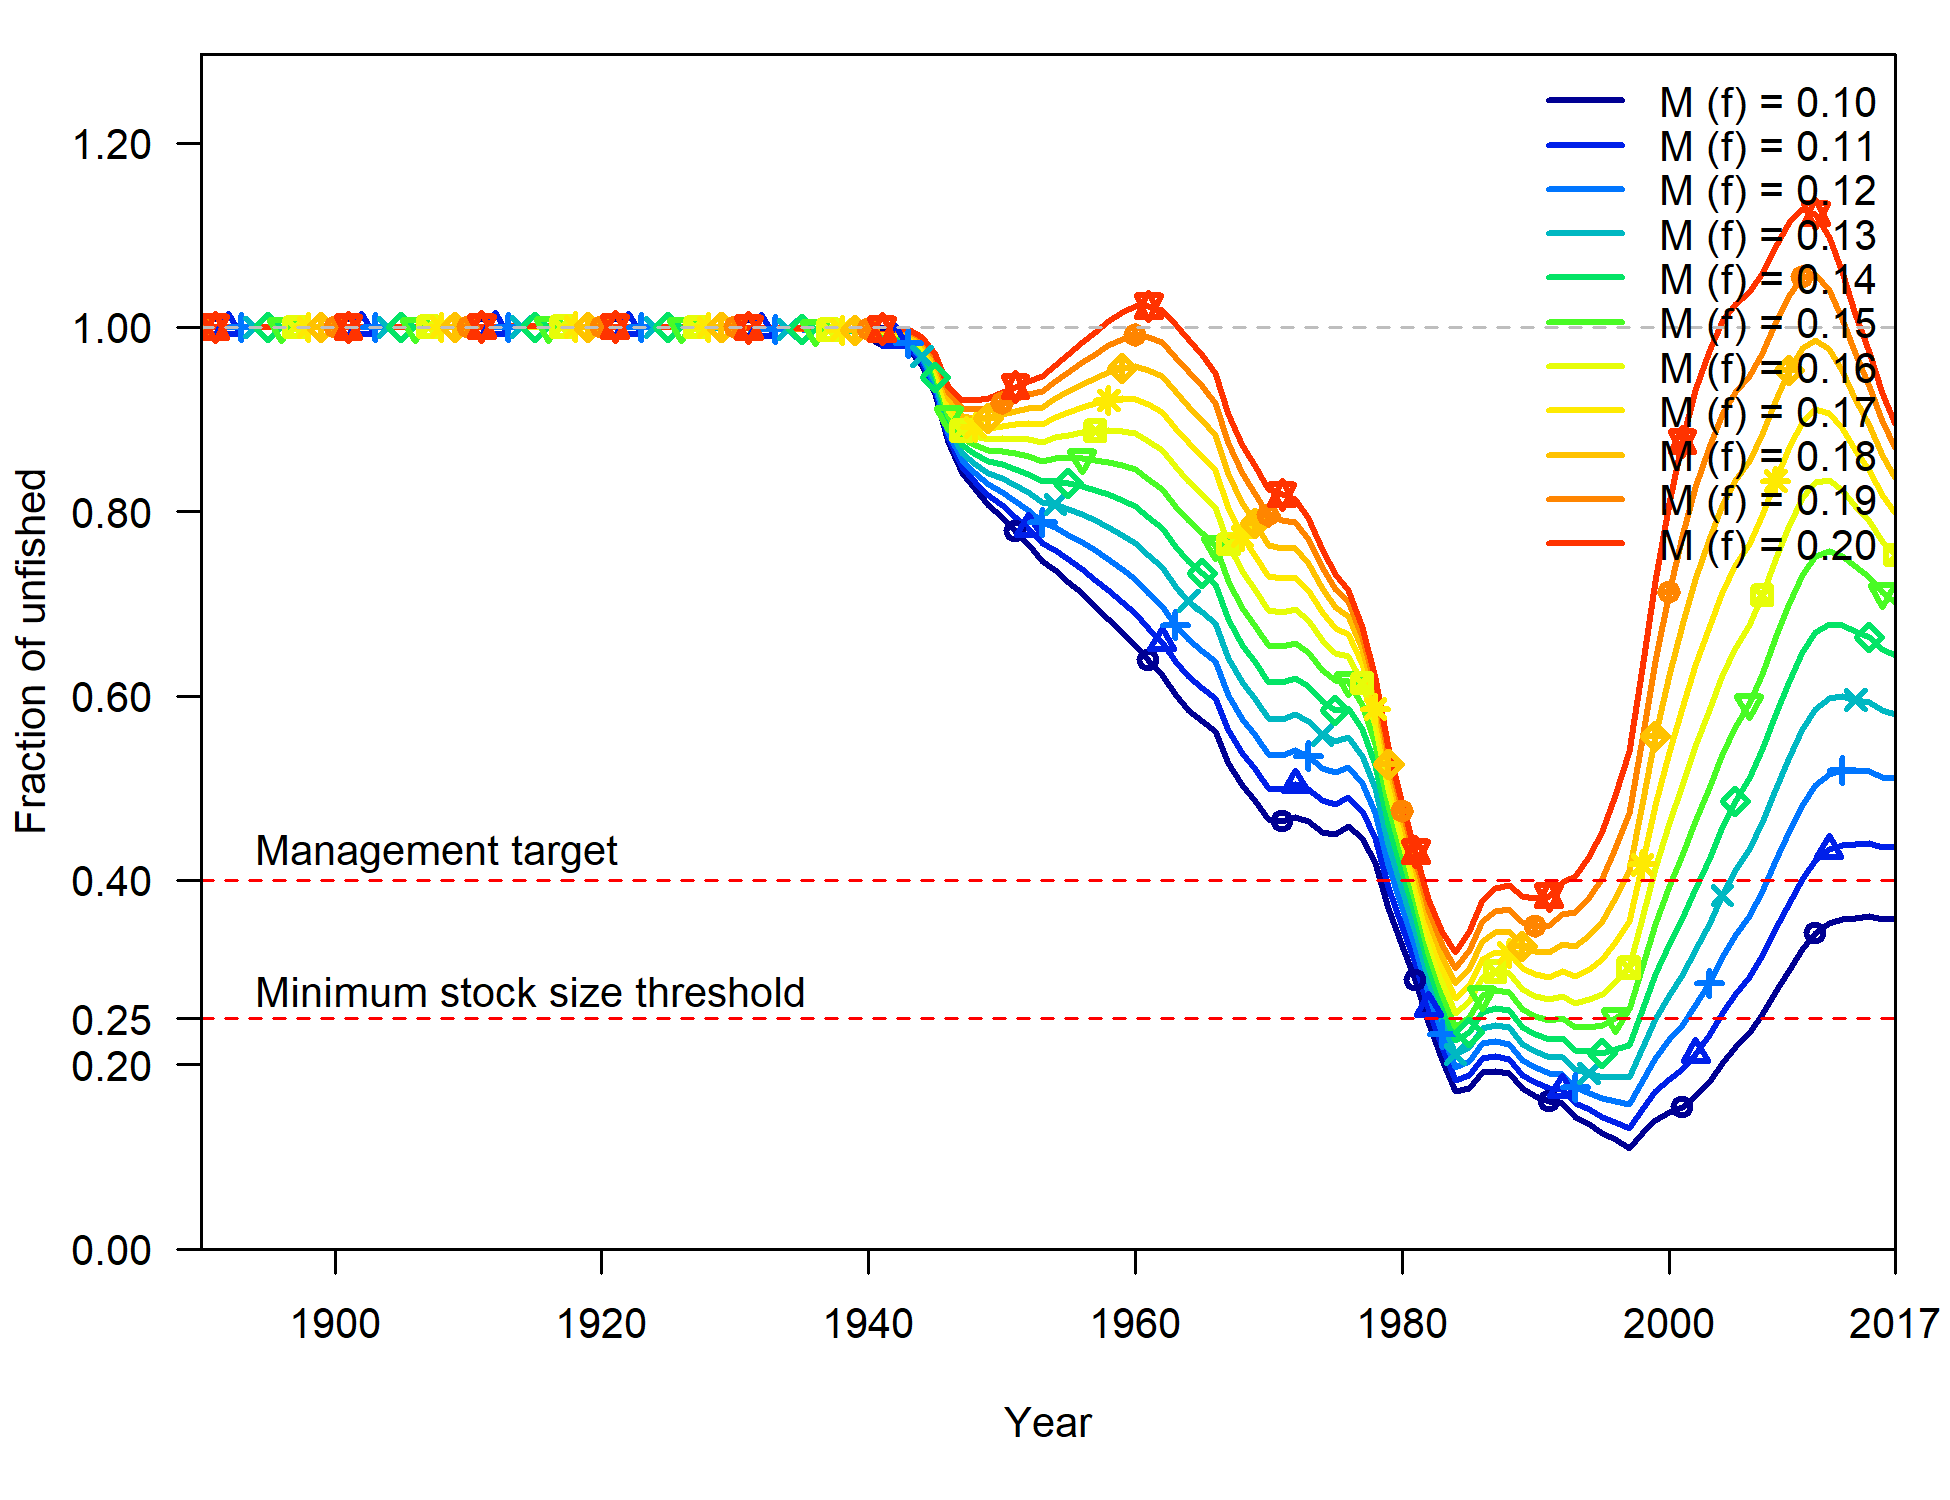 M (f) = 0.10
M (f) = 0.11
M (f) = 0.12
M (f) = 0.13
M (f) = 0.14
M (f) = 0.15
M (f) = 0.16
M (f) = 0.17
M (f) = 0.18
M (f) = 0.19
M (f) = 0.20
1.20
1.00
0.80
0.60
0.40
0.25
0.20
0.00
Fraction of unfished
Management target
Minimum stock size threshold
1900
1920
1940
1960
1980
2000
2017
Year